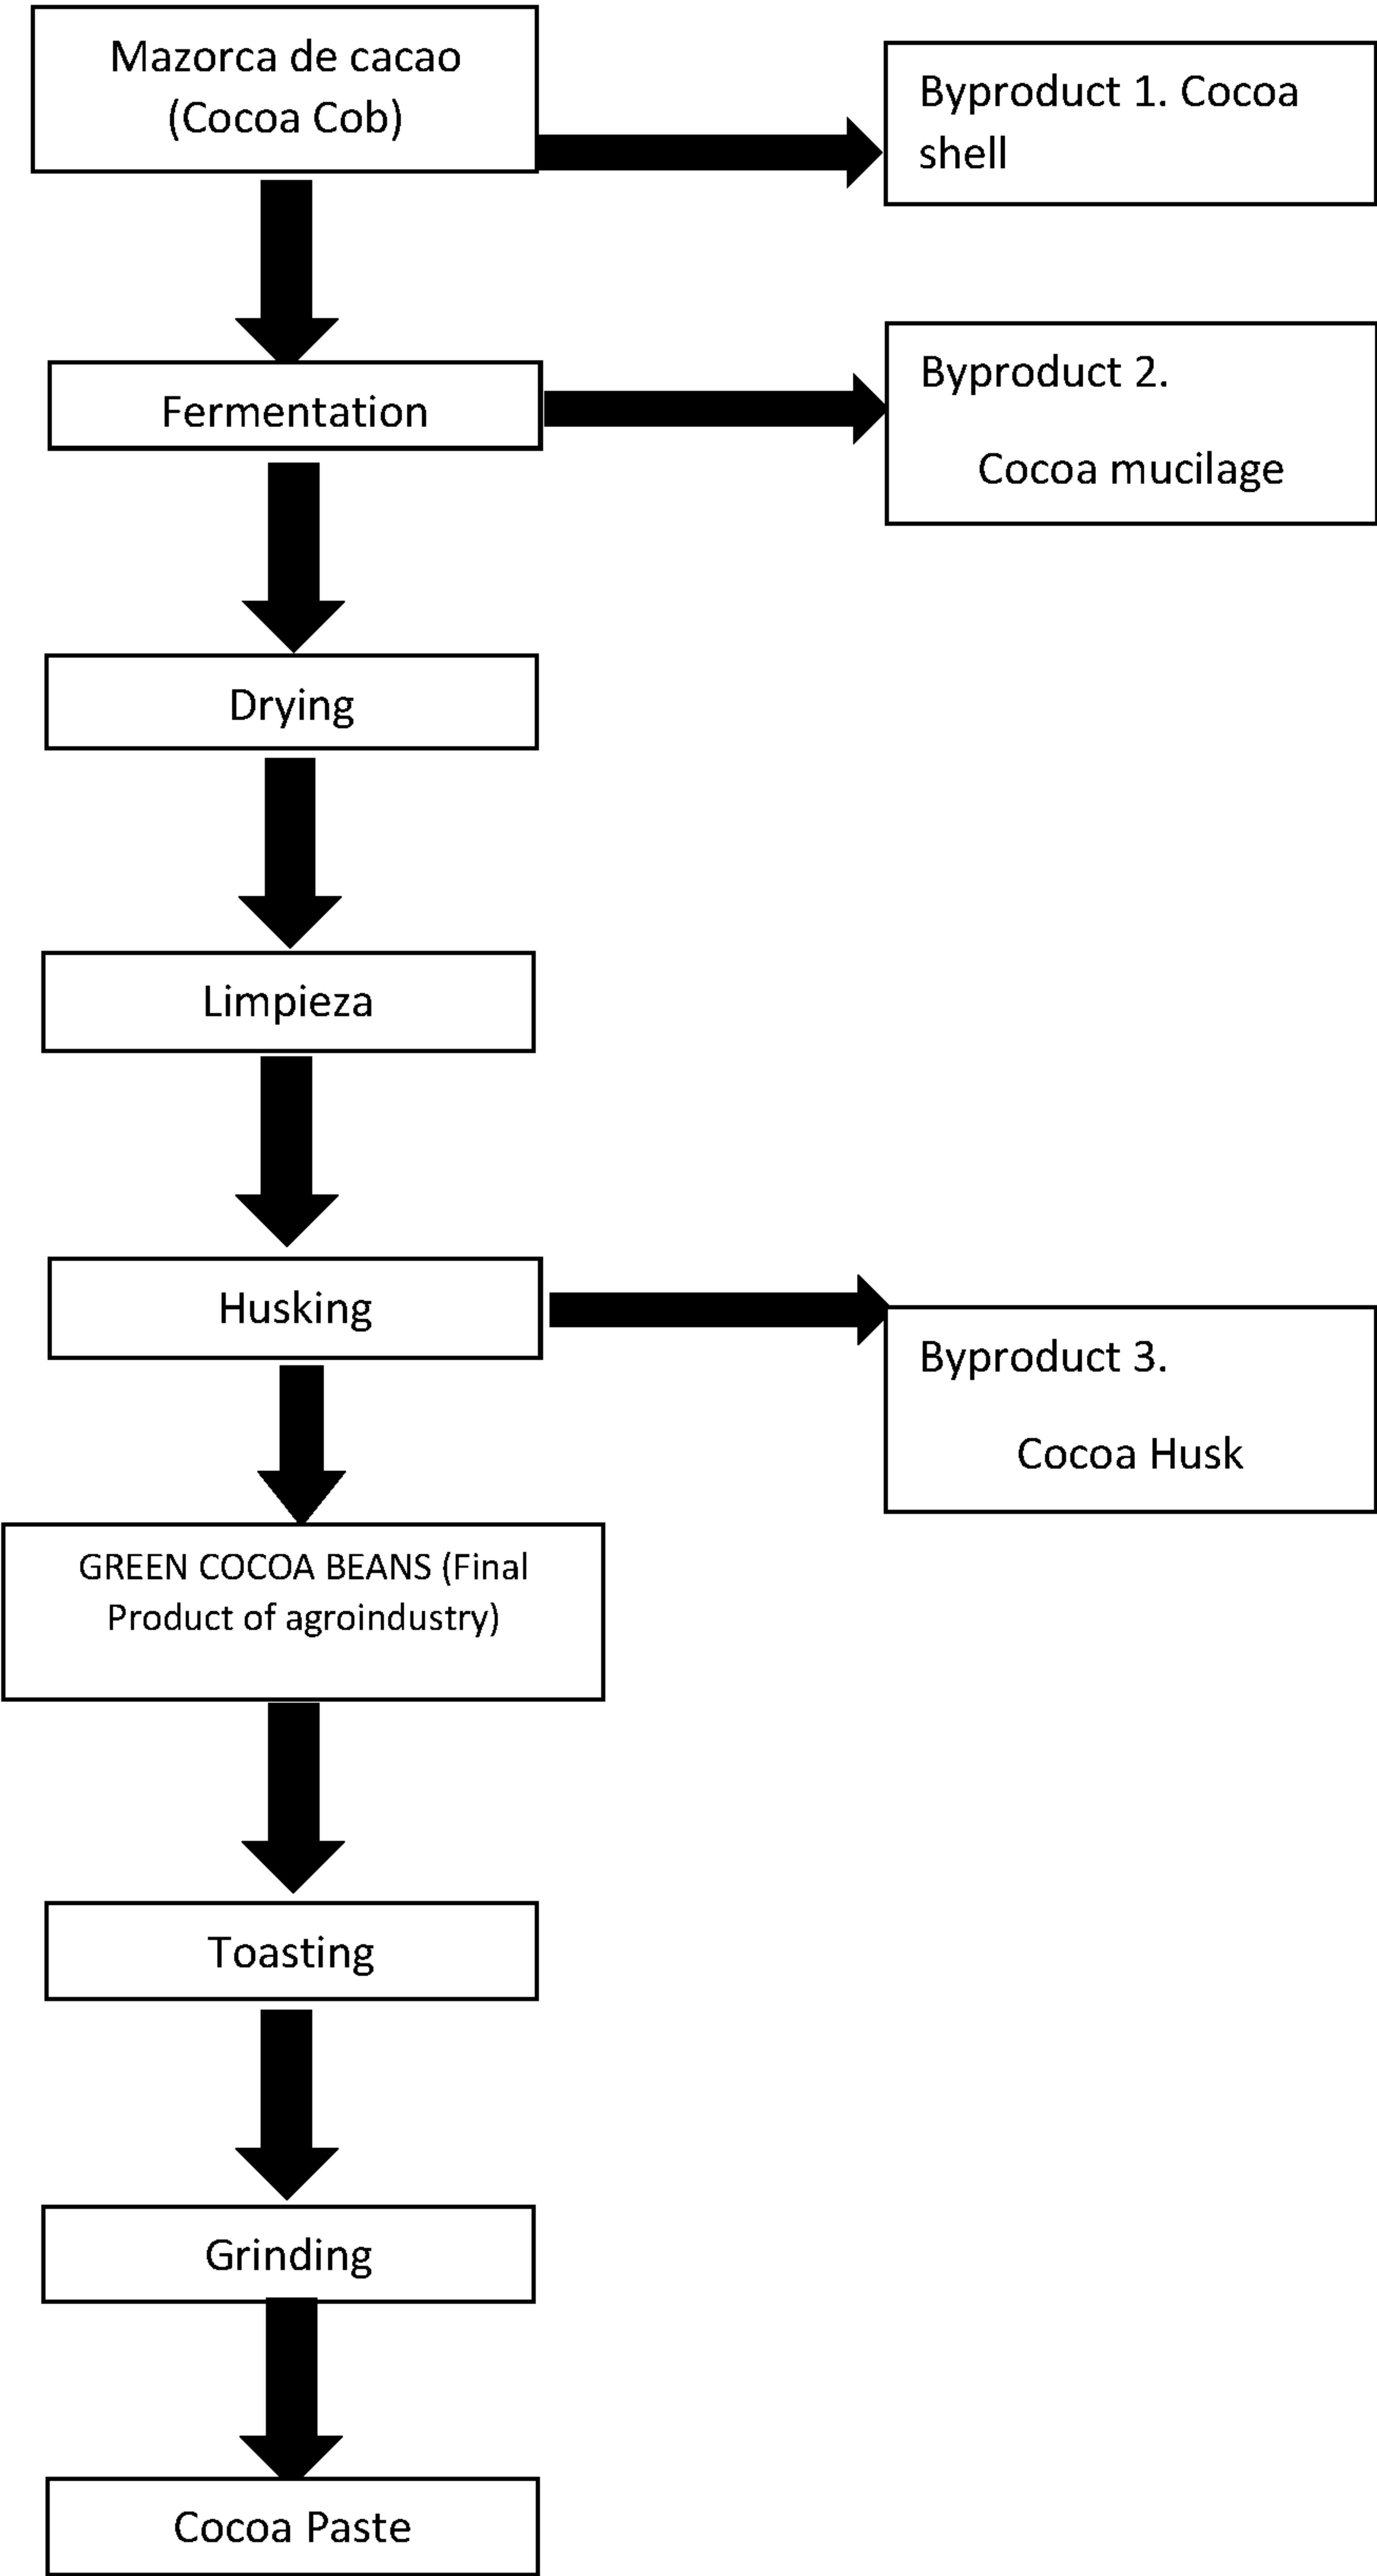 Mazorca de cacao
(Cocoa Cob)
Byproduct 1. Cocoa
shell
Fermentation
Byproduct 2.
Cocoa mucilage
Drying
Limpieza
Husking
Byproduct 3.
Cocoa Husk
GREEN COCOA BEANS (Final
Product of agroindustry)
Toasting
Grinding
Cocoa Paste